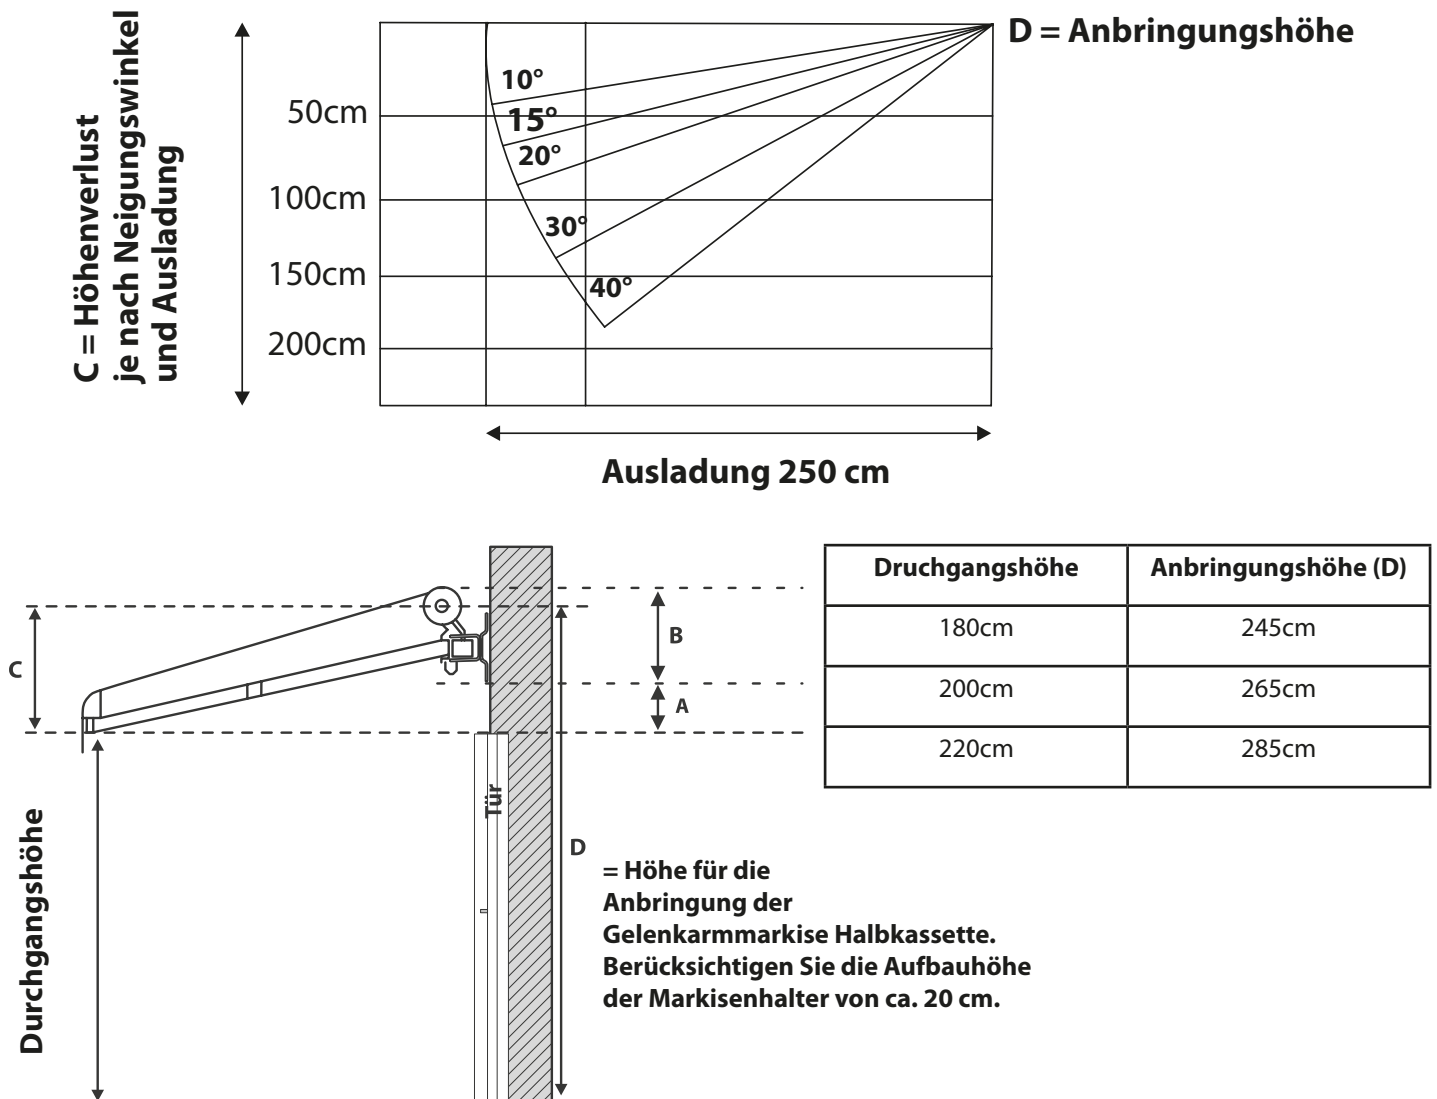 C = Höhenverlust
je nach Neigungswinkel
und Ausladung
D = Anbringungshöhe
10°
50cm
15°
20°
100cm
30°
150cm
40°
200cm
Ausladung 250 cm
Druchgangshöhe Anbringungshöhe (D)
180cm 245cm
200cm 265cm
220cm 285cm
C
B
A
Tür
D
Durchgangshöhe
= Höhe für die
Anbringung der
Gelenkarmmarkise Halbkassette.
Berücksichtigen Sie die Aufbauhöhe
der Markisenhalter von ca. 20 cm.